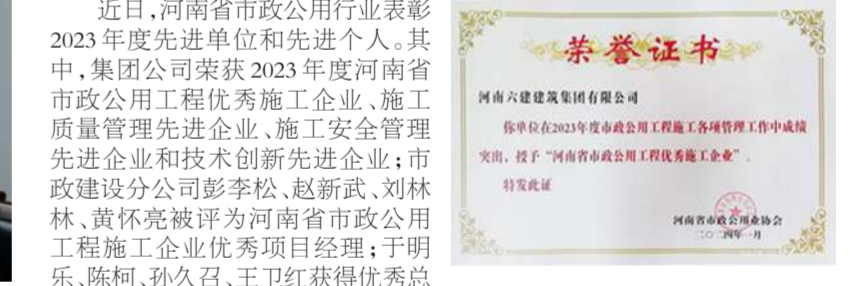 近日,河南省市政公用行业表彰
2023年度先进单位和先进个人。其
中,集团公司荣获2023年度河南省
市政公用工程优秀施工企业、施工
质量管理先进企业、施工安全管理
先进企业和技术创新先进企业;市
政建设分公司彭李松、赵新武、刘林
林、黄怀亮被评为河南省市政公用
工程施工企业优秀项目经理;于明
乐、陈柯、孙久召、王卫红获得优秀总
荣誉证书
河南六建建筑集团有限公司
你单位在2023年度市政公用工程施工各项管理工作中成绩
突出,授予“河南省市政公用工程优秀施工企业”。
特发此证
河南省市政公用业协会
二〇二四年一月